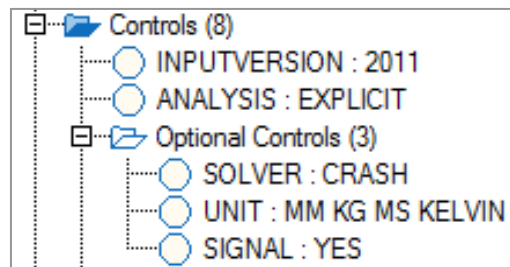 Controls (8)
INPUTVERSION : 2011
ANALYSIS : EXPLICIT
Optional Controls (3)
SOLVER : CRASH
UNIT : MM KG MS KELVIN
SIGNAL : YES